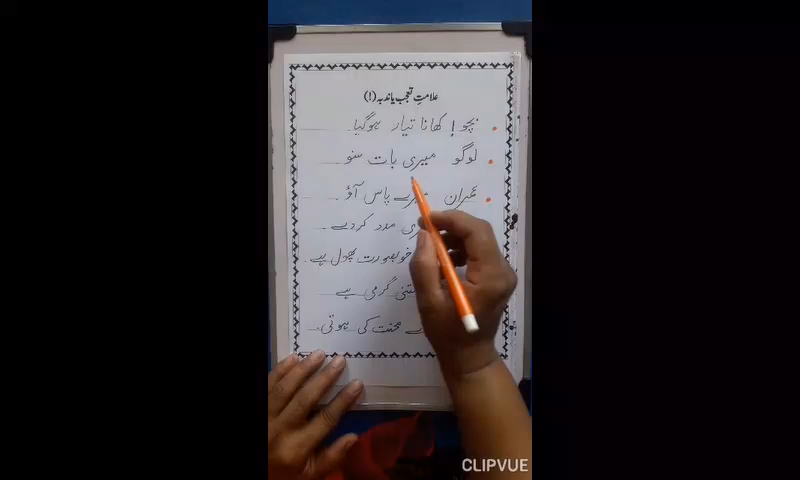 علامتِ تعجب یا ندبہ (!)
بچو! کھانا تیار ہوگیا
لوگو میری بات سنو
عمران پاس آؤ
مدد کردے
خوبصورت پھول ہے
گرمی ہے
محنت کی ہوتی
CLIPVUE